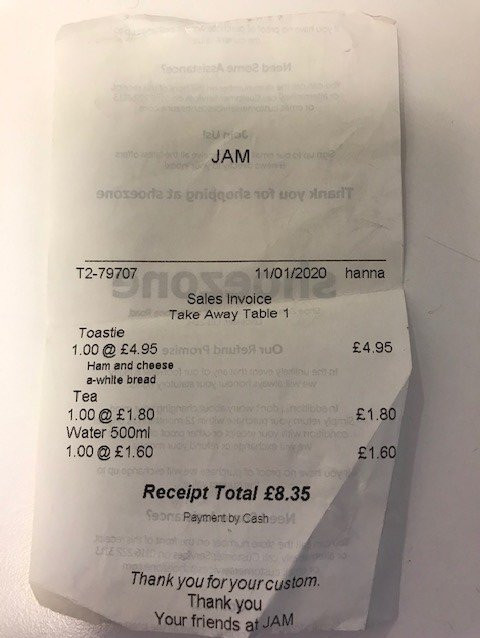 JAM
T2-79707 11/01/2020 hanna
Sales Invoice
Take Away Table 1
Toastie
1.00 @ £4.95 £4.95
Ham and cheese
a-white bread
Tea
1.00 @ £1.80 £1.80
Water 500ml
1.00 @ £1.60 £1.60
Receipt Total £8.35
Payment by Cash
Thank you for your custom.
Thank you
Your friends at JAM